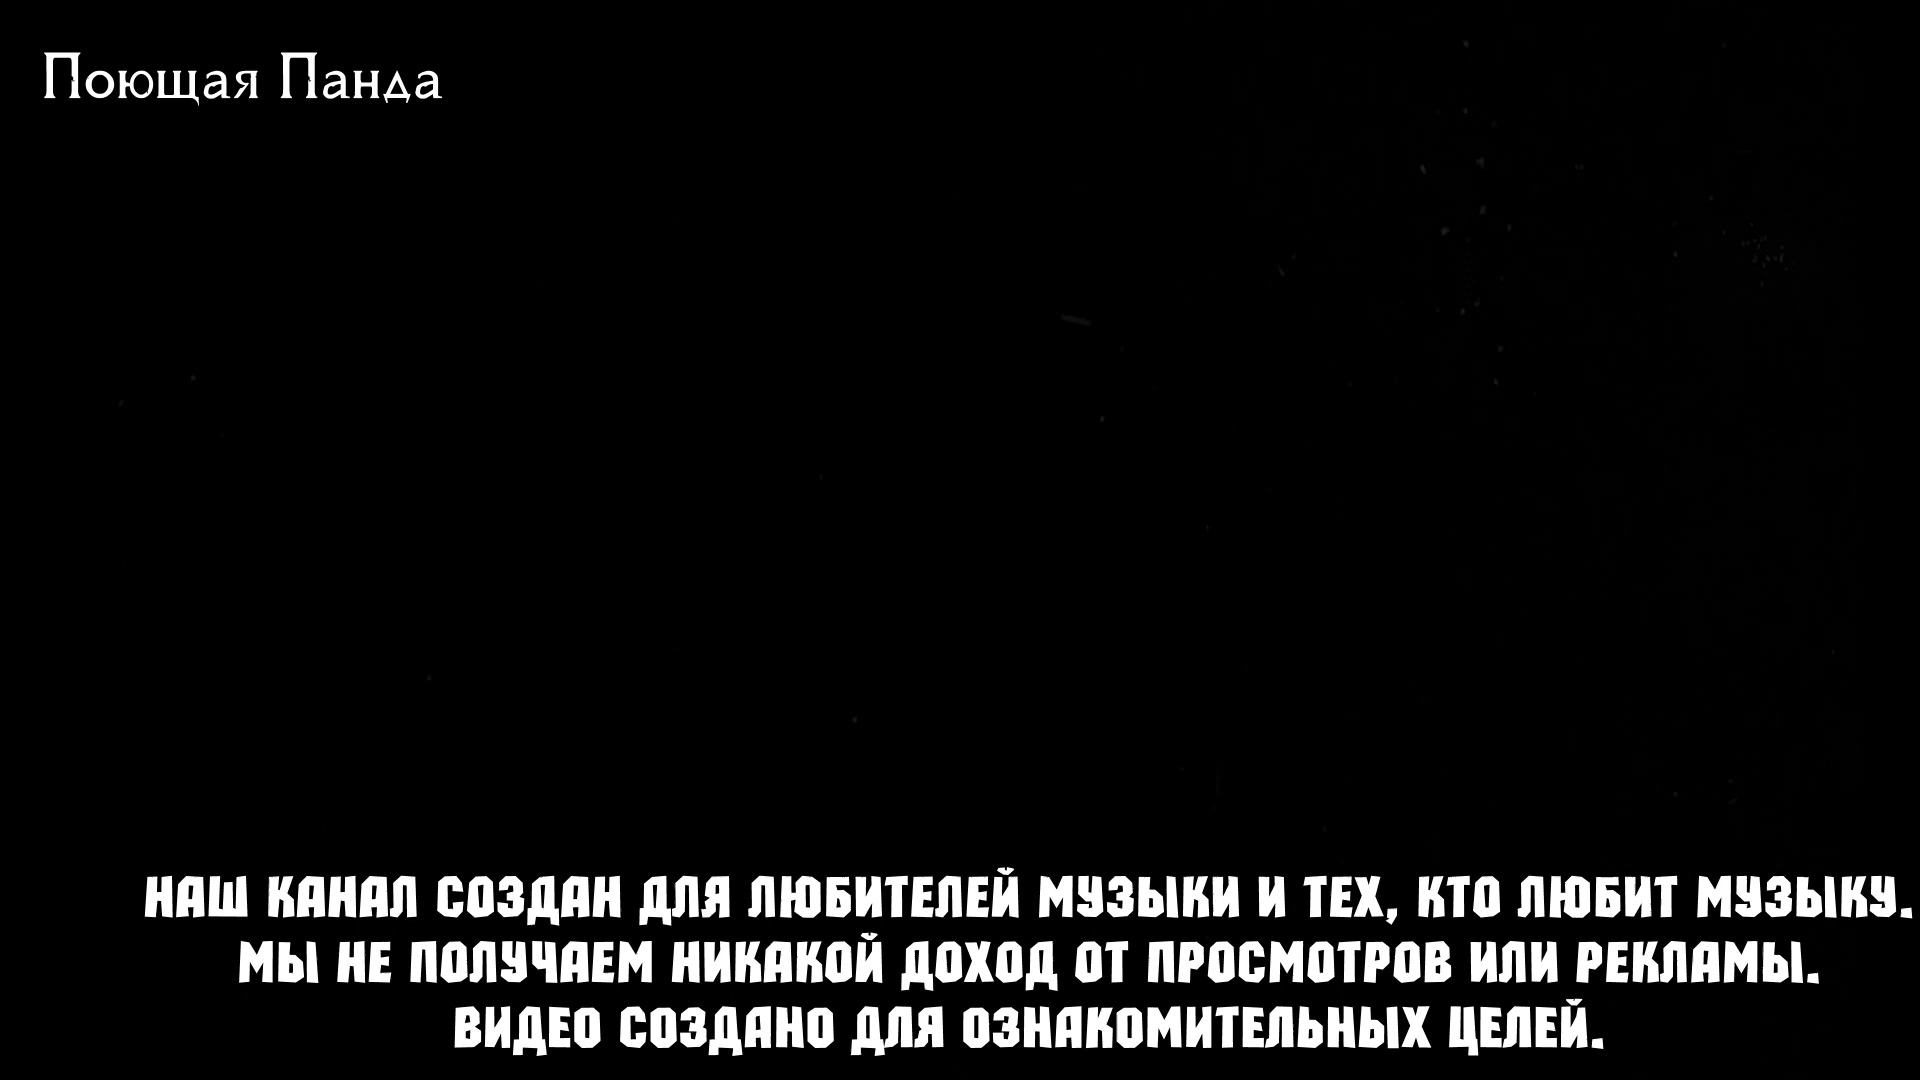 Поющая Панда
НАШ КАНАЛ СОЗДАН ДЛЯ ЛЮБИТЕЛЕЙ МУЗЫКИ И ТЕХ, КТО ЛЮБИТ МУЗЫКУ.
МЫ НЕ ПОЛУЧАЕМ НИКАКОЙ ДОХОД ОТ ПРОСМОТРОВ ИЛИ РЕКЛАМЫ.
ВИДЕО СОЗДАНО ДЛЯ ОЗНАКОМИТЕЛЬНЫХ ЦЕЛЕЙ.